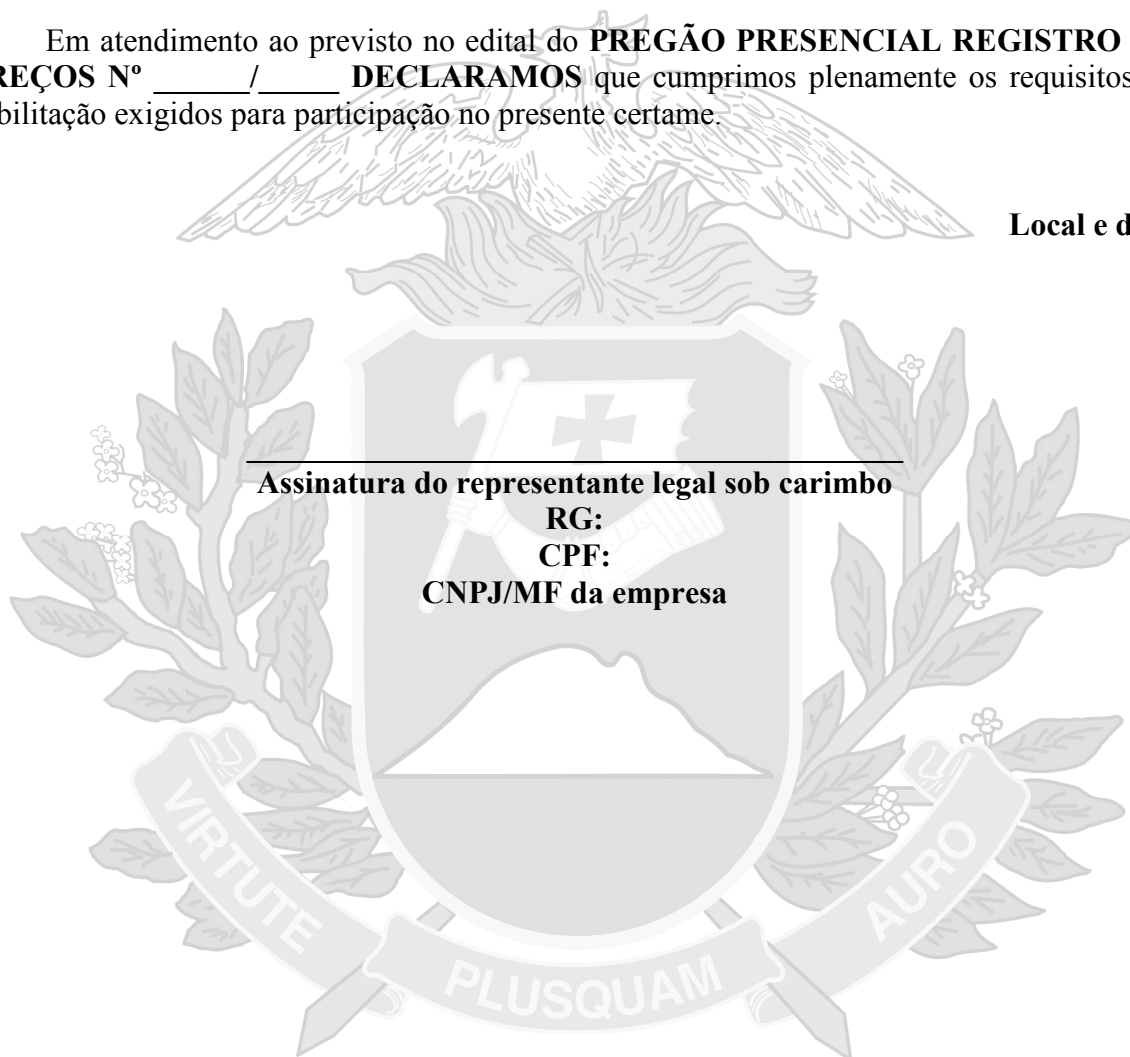 Em atendimento ao previsto no edital do PREGÃO PRESENCIAL REGISTRO
REÇOS Nº ______/_____ DECLARAMOS que cumprimos plenamente os requisitos
bilitação exigidos para participação no presente certame.
Local e d
_________________________________________
Assinatura do representante legal sob carimbo
RG:
CPF:
CNPJ/MF da empresa
VIRTUTE
PLUSQUAM
AURO